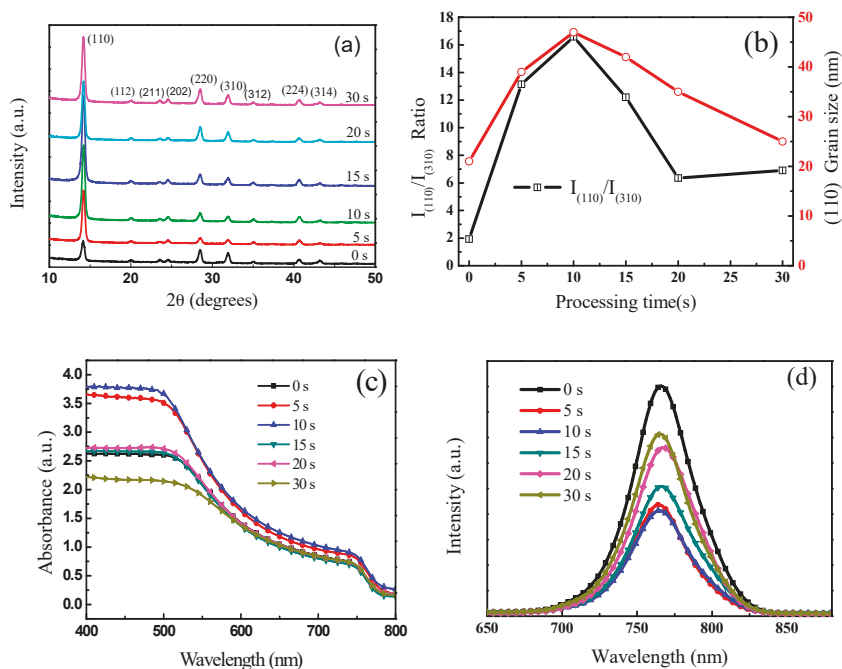 (a)
(110)
(112) (211) (202) (220) (310) (312) (224) (314)
30 s
20 s
15 s
10 s
5 s
0 s
Intensity (a.u.)
10 20 30 40 50
2θ (degrees)
(b)
18
16
14
12
10
8
6
4
2
0
I(110)/I(310) Ratio
I(110)/I(310)
50
40
30
20
10
0
(110) Grain size (nm)
0 5 10 15 20 25 30
Processing time(s)
(c)
4.0
3.5
3.0
2.5
2.0
1.5
1.0
0.5
0.0
Absorbance (a.u.)
0 s
5 s
10 s
15 s
20 s
30 s
400 500 600 700 800
Wavelength (nm)
(d)
0 s
5 s
10 s
15 s
20 s
30 s
Intensity (a.u.)
650 700 750 800 850
Wavelength (nm)